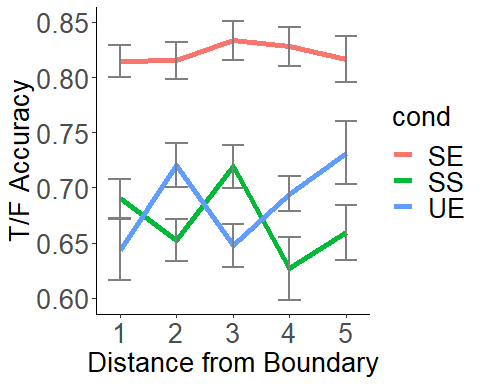 0.85
0.80
0.75
0.70
0.65
0.60
T/F Accuracy
1 2 3 4 5
Distance from Boundary
cond
SE
SS
UE